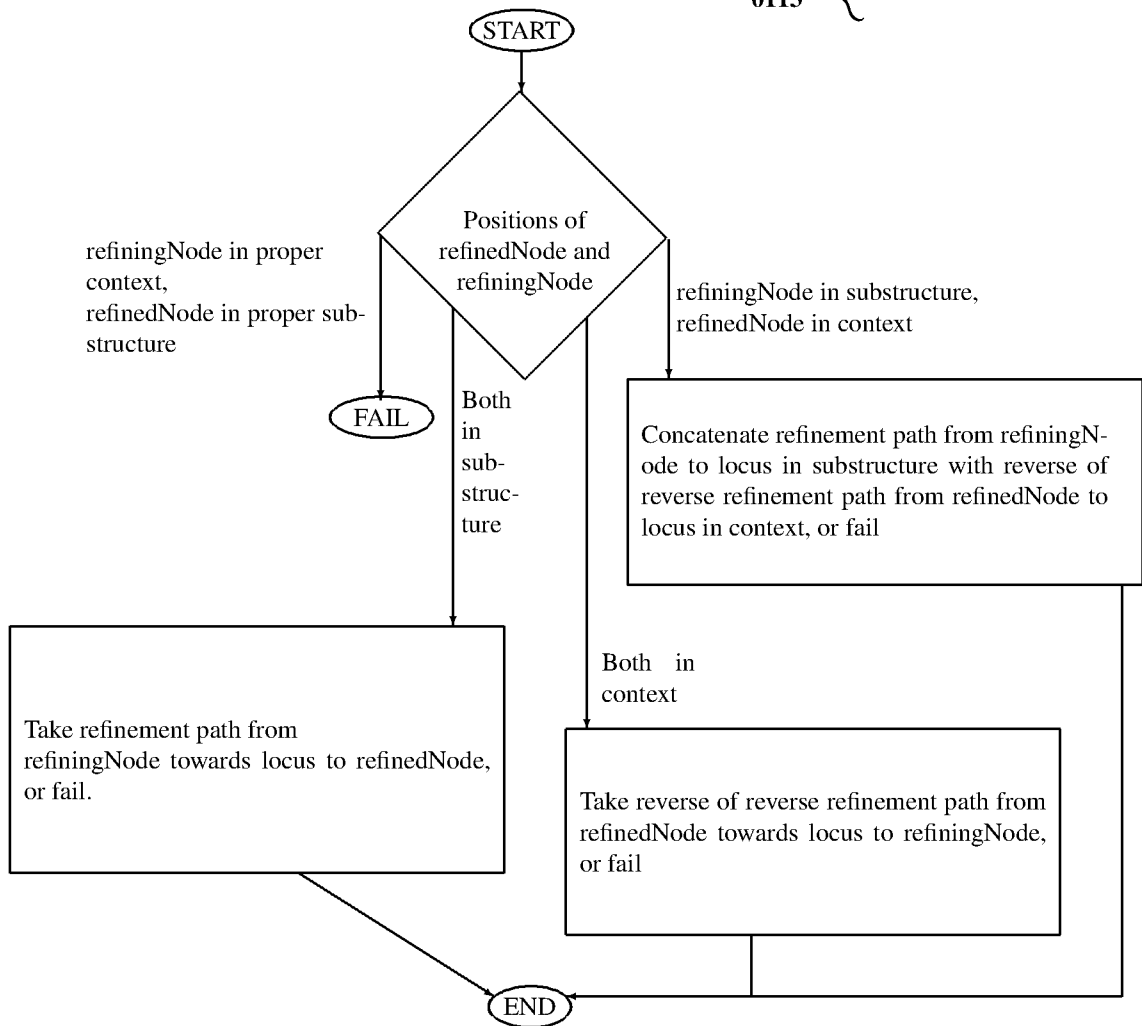 START
Positions of
refinedNode and
refiningNode
refiningNode in proper
context,
refinedNode in proper sub-
structure
refiningNode in substructure,
refinedNode in context
FAIL
Both
in
sub-
struc-
ture
Concatenate refinement path from refiningN-
ode to locus in substructure with reverse of
reverse refinement path from refinedNode to
locus in context, or fail
Both in
context
Take refinement path from
refiningNode towards locus to refinedNode,
or fail.
Take reverse of reverse refinement path from
refinedNode towards locus to refiningNode,
or fail
END